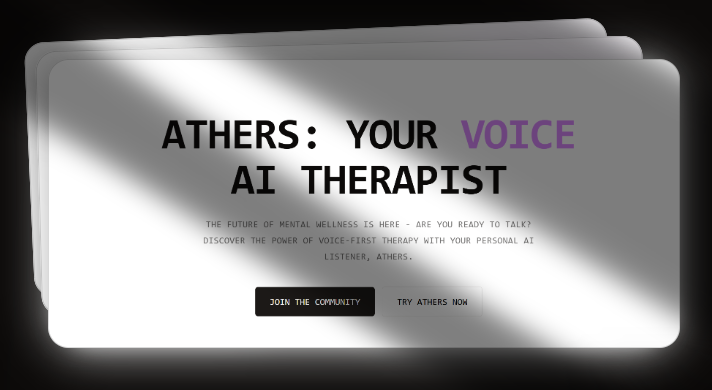 ATHERS: YOUR VOICE
AI THERAPIST
THE FUTURE OF MENTAL WELLNESS IS HERE - ARE YOU READY TO TALK?
DISCOVER THE POWER OF VOICE-FIRST THERAPY WITH YOUR PERSONAL AI
LISTENER, ATHERS.
JOIN THE COMMUNITY
TRY ATHERS NOW